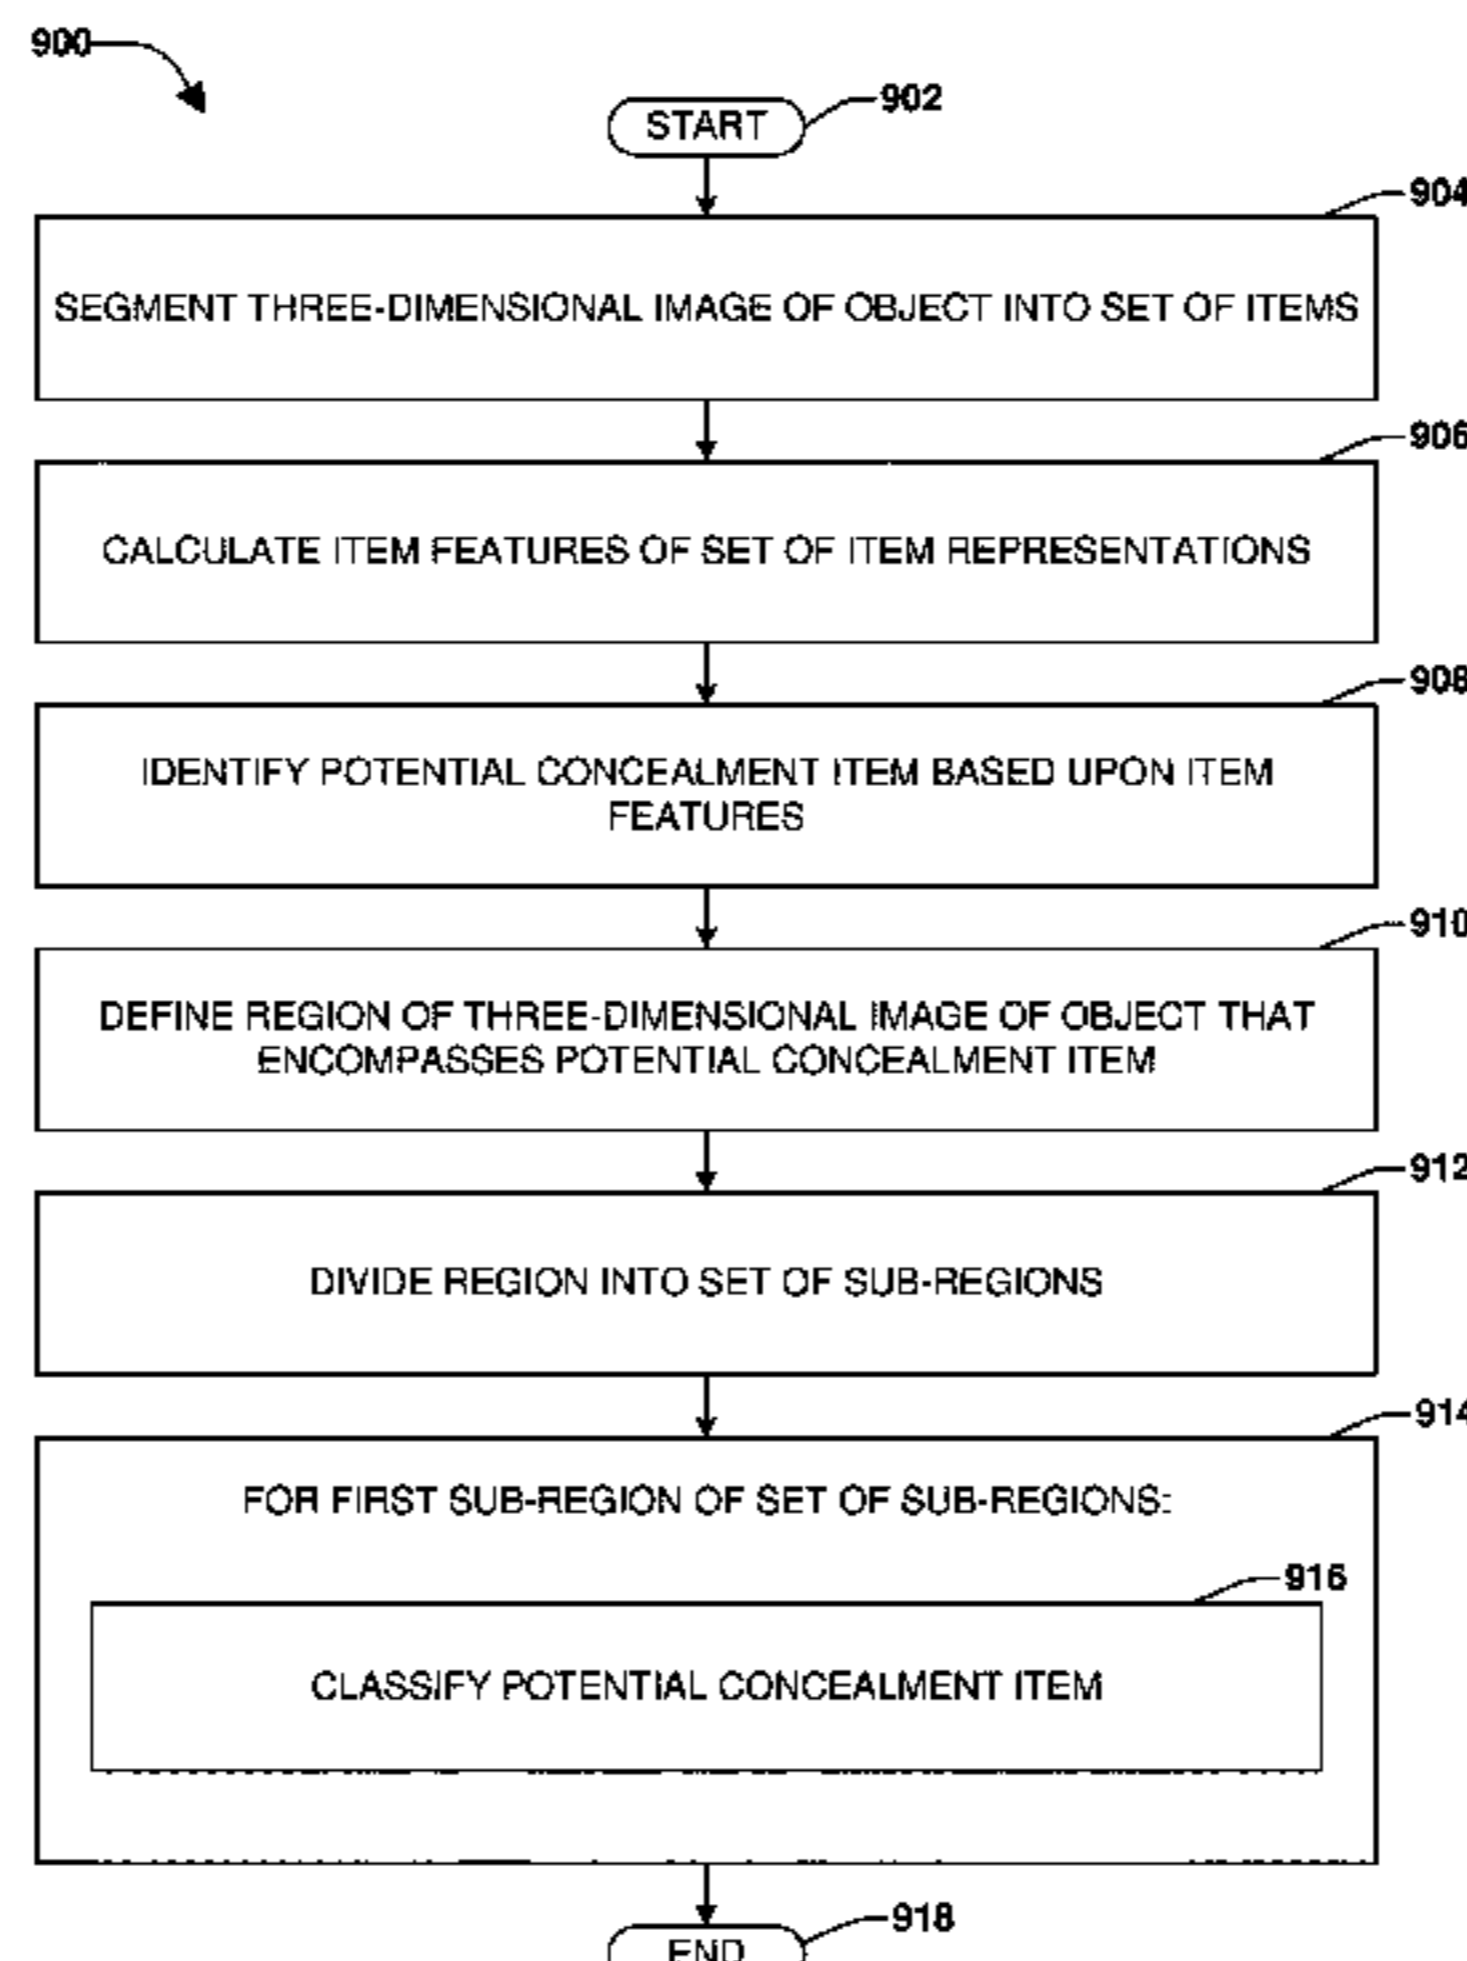 900
START
902
904
SEGMENT THREE-DIMENSIONAL IMAGE OF OBJECT INTO SET OF ITEMS
906
CALCULATE ITEM FEATURES OF SET OF ITEM REPRESENTATIONS
908
IDENTIFY POTENTIAL CONCEALMENT ITEM BASED UPON ITEM
FEATURES
910
DEFINE REGION OF THREE-DIMENSIONAL IMAGE OF OBJECT THAT
ENCOMPASSES POTENTIAL CONCEALMENT ITEM
912
DIVIDE REGION INTO SET OF SUB-REGIONS
914
FOR FIRST SUB-REGION OF SET OF SUB-REGIONS:
916
CLASSIFY POTENTIAL CONCEALMENT ITEM
918
END